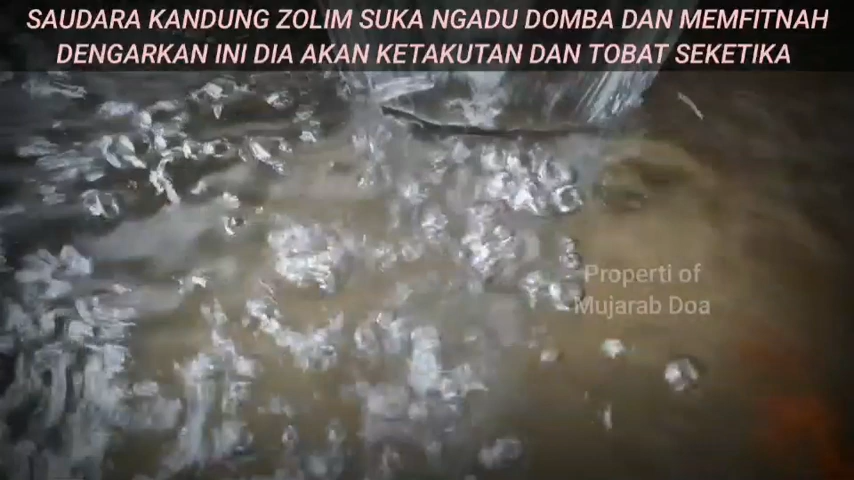 SAUDARA KANDUNG ZOLIM SUKA NGADU DOMBA DAN MEMFITNAH
DENGARKAN INI DIA AKAN KETAKUTAN DAN TOBAT SEKETIKA
Properti of
Mujarab Doa